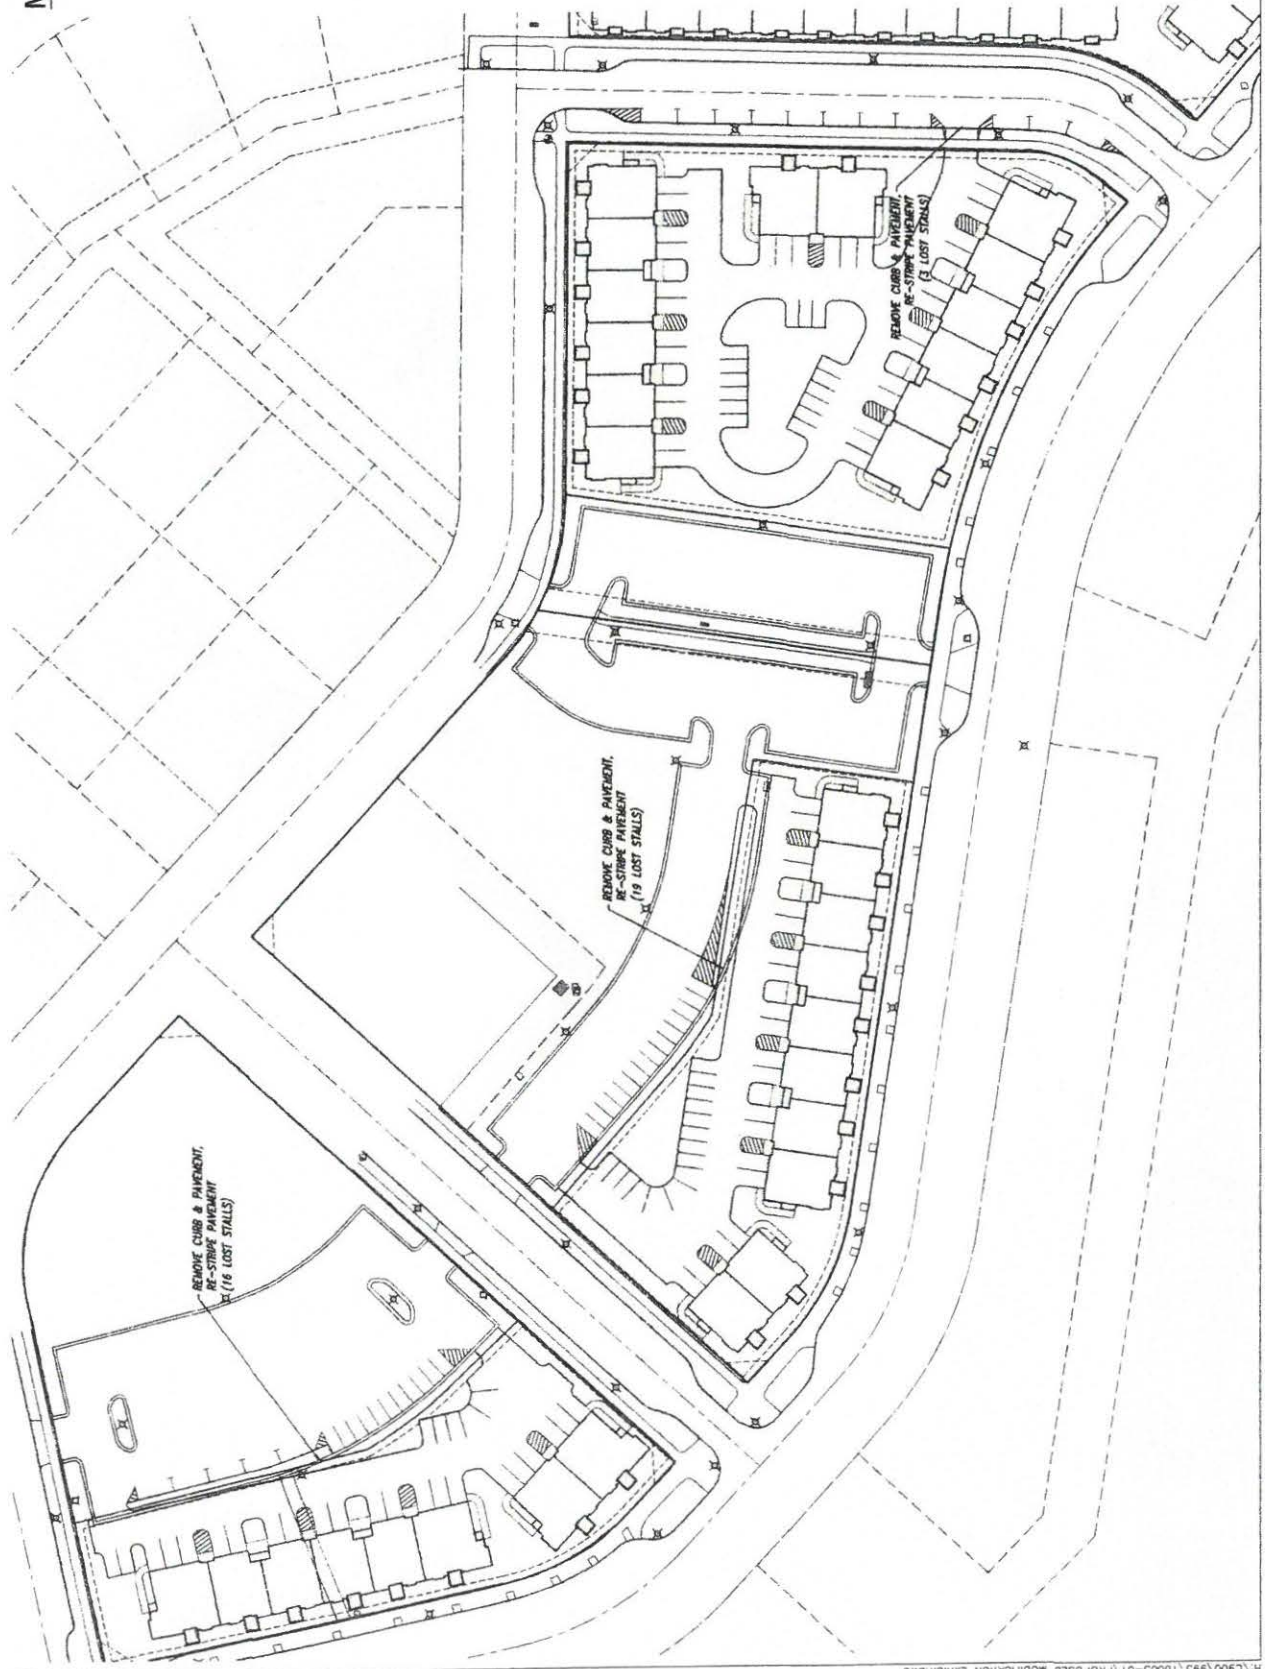 REMOVE CURB & PAVEMENT,
RE-STRIPE PAVEMENT
(3 LOST STALLS)
REMOVE CURB & PAVEMENT,
RE-STRIPE PAVEMENT
(19 LOST STALLS)
REMOVE CURB & PAVEMENT,
RE-STRIPE PAVEMENT
(16 LOST STALLS)